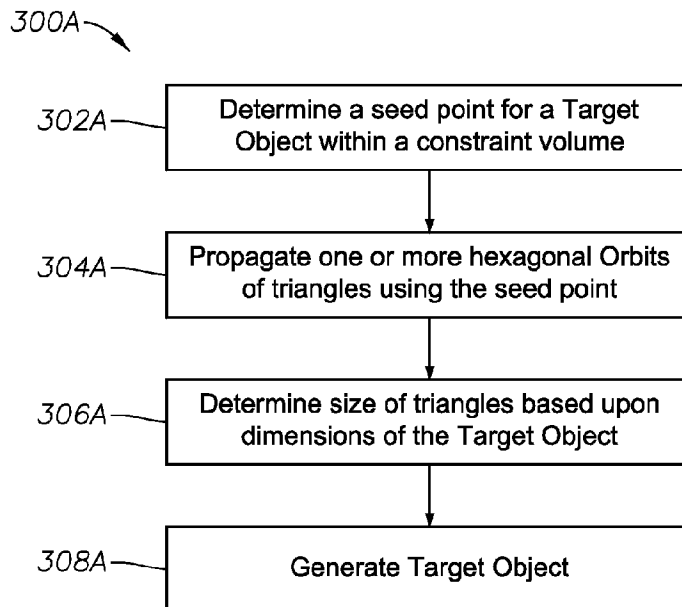 300A
302A
Determine a seed point for a Target
Object within a constraint volume
304A
Propagate one or more hexagonal Orbits
of triangles using the seed point
306A
Determine size of triangles based upon
dimensions of the Target Object
308A
Generate Target Object